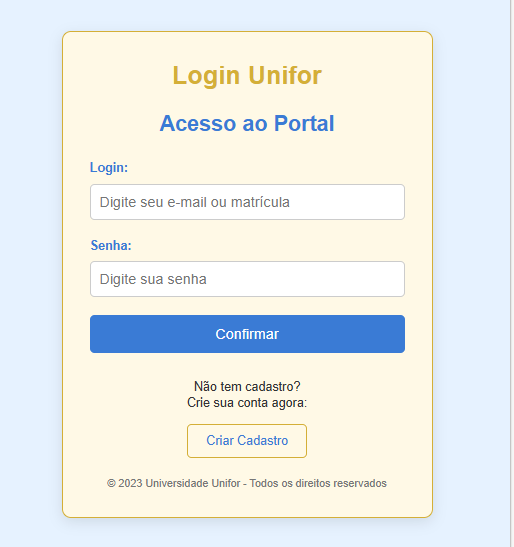 Login Unifor
Acesso ao Portal
Login:
Digite seu e-mail ou matrícula
Senha:
Digite sua senha
Confirmar
Não tem cadastro?
Crie sua conta agora:
Criar Cadastro
© 2023 Universidade Unifor - Todos os direitos reservados